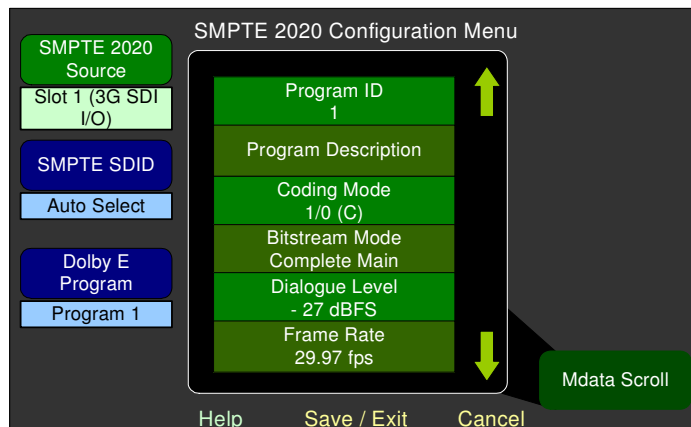 SMPTE 2020 Configuration Menu
SMPTE 2020
Source
Slot 1 (3G SDI
I/O)
SMPTE SDID
Auto Select
Dolby E
Program
Program 1
Program ID
1
Program Description
Coding Mode
1/0 (C)
Bitstream Mode
Complete Main
Dialogue Level
- 27 dBFS
Frame Rate
29.97 fps
Mdata Scroll
Help
Save / Exit
Cancel